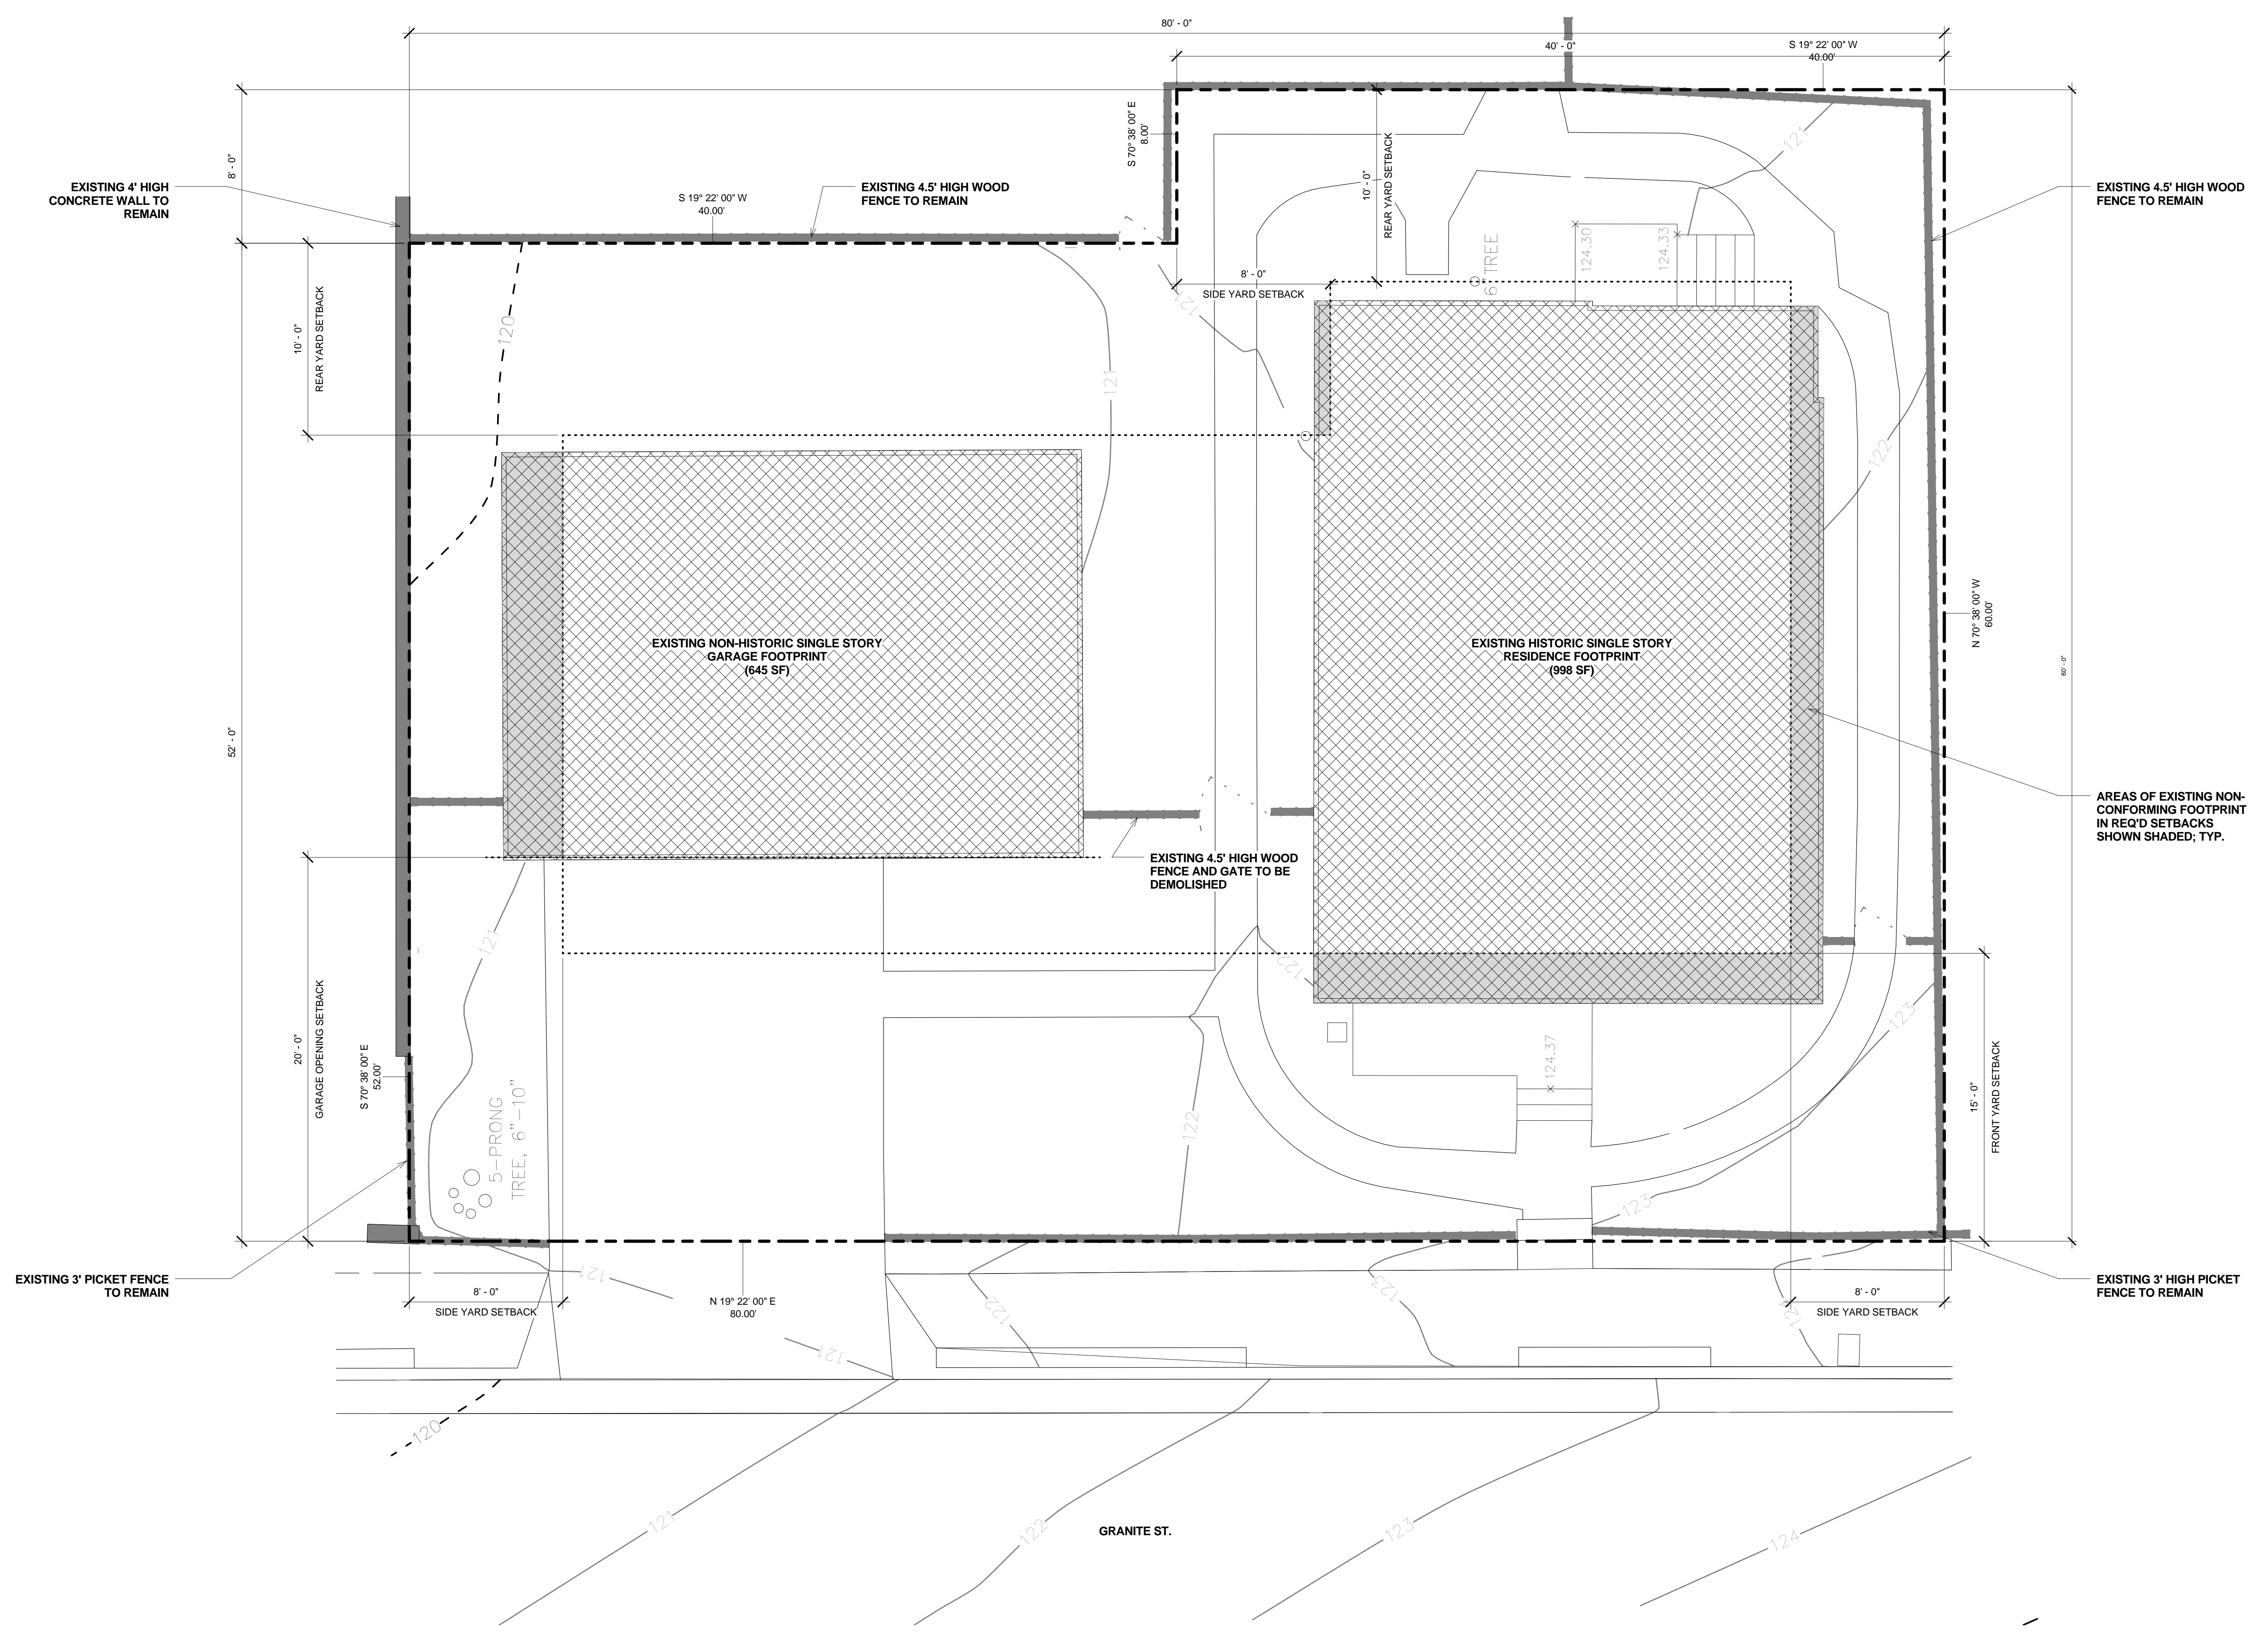 80' - 0"
40' - 0"
S 19° 22' 00" W
40.00'
S 70° 38' 00" E
8.00'
121
8' - 0"
10' - 0"
REAR YARD SETBACK
EXISTING 4' HIGH
CONCRETE WALL TO
REMAIN
S 19° 22' 00" W
40.00'
EXISTING 4.5' HIGH WOOD
FENCE TO REMAIN
EXISTING 4.5' HIGH WOOD
FENCE TO REMAIN
6" TREE
124.30
124.33
8' - 0"
SIDE YARD SETBACK
121
10' - 0"
REAR YARD SETBACK
120
121
122
EXISTING NON-HISTORIC SINGLE STORY
GARAGE FOOTPRINT
(645 SF)
EXISTING HISTORIC SINGLE STORY
RESIDENCE FOOTPRINT
(998 SF)
N 70° 38' 00" W
60.00'
60' - 0"
52' - 0"
AREAS OF EXISTING NON-
CONFORMING FOOTPRINT
IN REQ'D SETBACKS
SHOWN SHADED; TYP.
EXISTING 4.5' HIGH WOOD
FENCE AND GATE TO BE
DEMOLISHED
121
122
123
20' - 0"
GARAGE OPENING SETBACK
S 70° 38' 00" E
52.00'
124.37
15' - 0"
FRONT YARD SETBACK
5-PRONG
TREE, 6"-10"
122
123
EXISTING 3' PICKET FENCE
TO REMAIN
121
8' - 0"
SIDE YARD SETBACK
N 19° 22' 00" E
80.00'
122
123
124
8' - 0"
SIDE YARD SETBACK
EXISTING 3' HIGH PICKET
FENCE TO REMAIN
121
120
121
122
GRANITE ST.
123
124